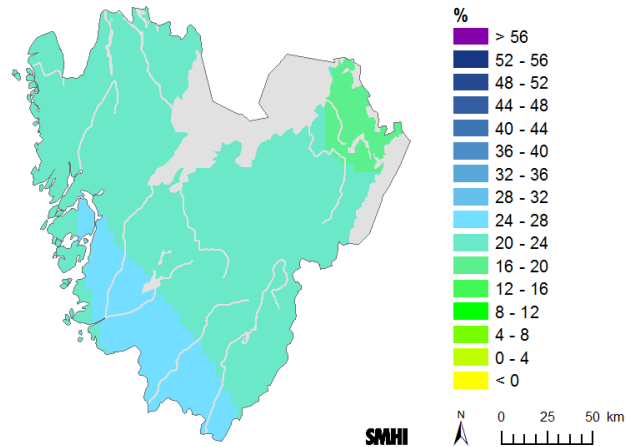 %
> 56
52 - 56
48 - 52
44 - 48
40 - 44
36 - 40
32 - 36
28 - 32
24 - 28
20 - 24
16 - 20
12 - 16
8 - 12
4 - 8
0 - 4
< 0
SMHI
N
0 25 50 km